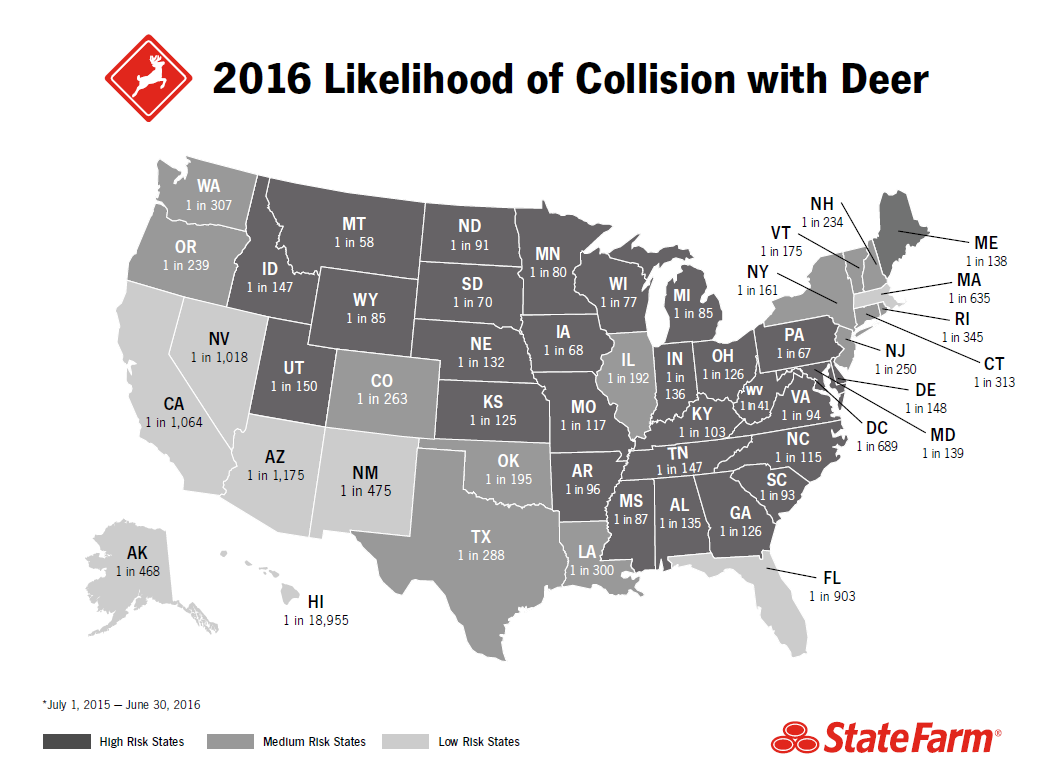 2016 Likelihood of Collision with Deer
WA
1 in 307
OR
1 in 239
ID
1 in 147
MT
1 in 58
ND
1 in 91
MN
1 in 80
SD
1 in 70
WI
1 in 77
MI
1 in 85
WY
1 in 85
NH
1 in 234
VT
1 in 175
NY
1 in 161
ME
1 in 138
MA
1 in 635
RI
1 in 345
CT
1 in 313
NJ
1 in 250
DE
1 in 148
MD
1 in 139
DC
1 in 689
NV
1 in 1,018
UT
1 in 150
CA
1 in 1,064
CO
1 in 263
NE
1 in 132
IA
1 in 68
IL
1 in 192
IN
1 in
136
OH
1 in 126
PA
1 in 67
WV
1 in 41
VA
1 in 94
KS
1 in 125
MO
1 in 117
KY
1 in 103
NC
1 in 115
TN
1 in 147
SC
1 in 93
AZ
1 in 1,175
NM
1 in 475
OK
1 in 195
AR
1 in 96
MS
1 in 87
AL
1 in 135
GA
1 in 126
TX
1 in 288
LA
1 in 300
FL
1 in 903
AK
1 in 468
HI
1 in 18,955
*July 1, 2015 — June 30, 2016
High Risk States
Medium Risk States
Low Risk States
State Farm®